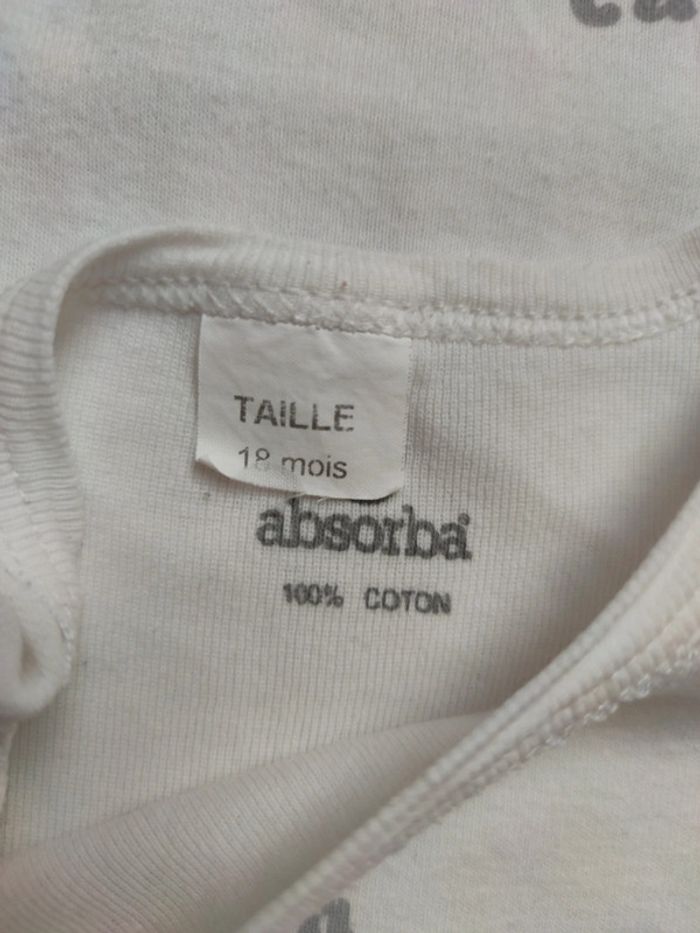 TAILLE
18 mois
absorba®
100% COTON